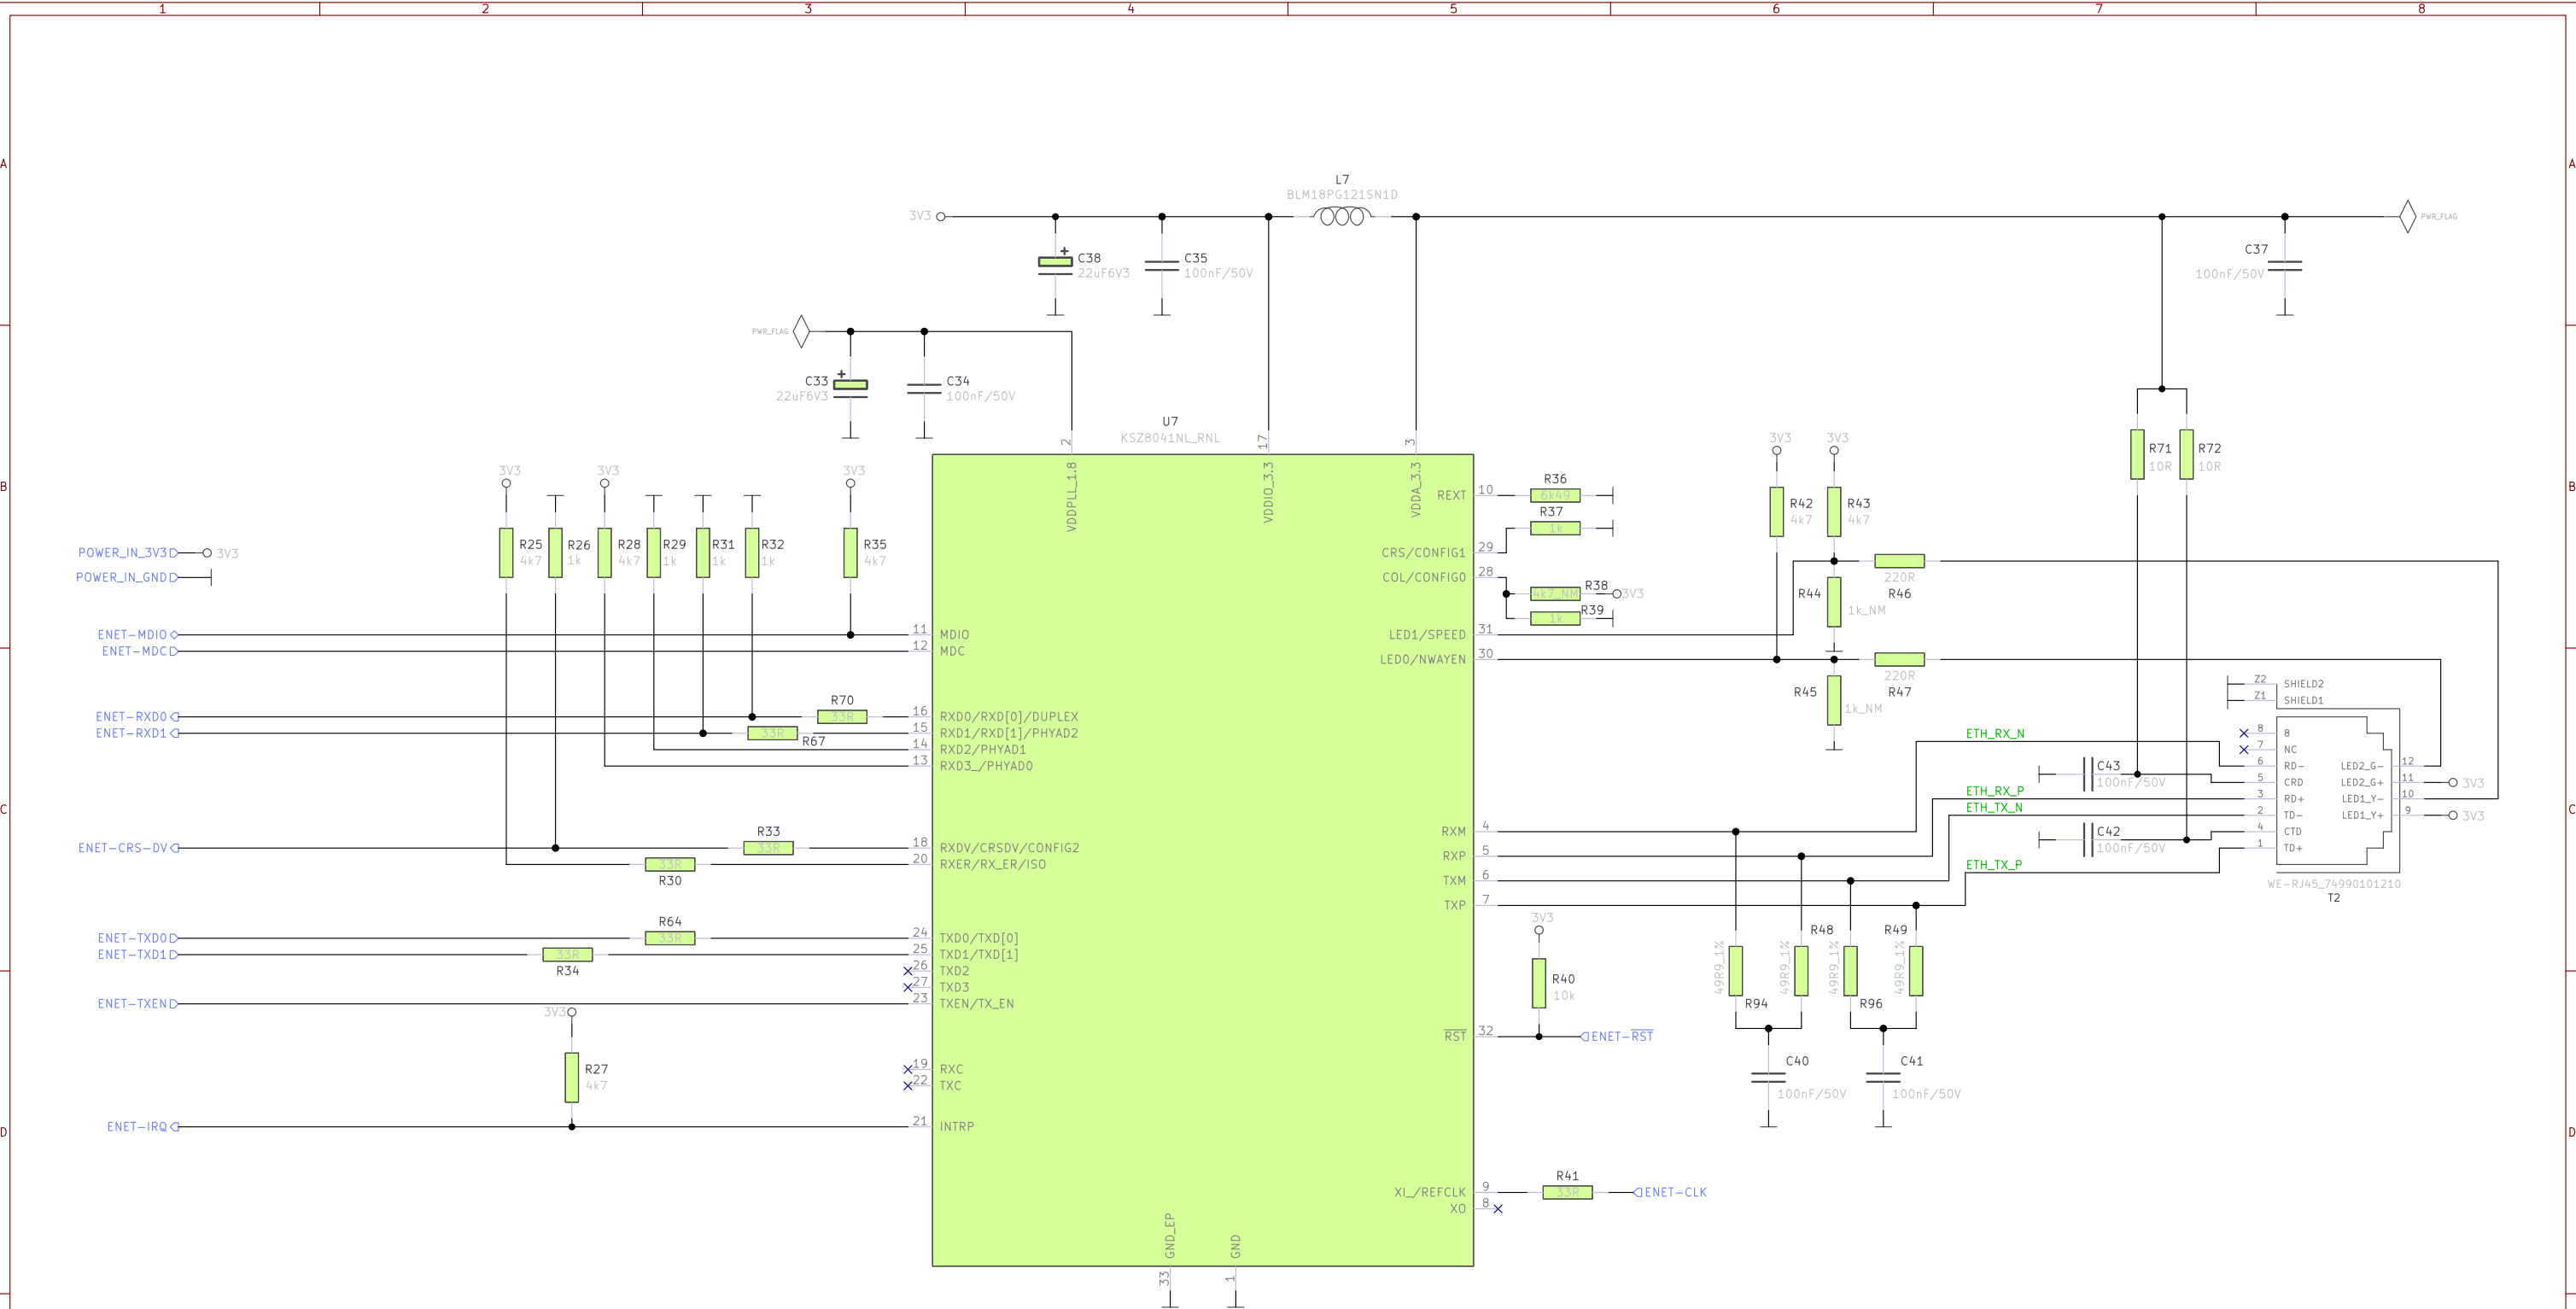 1 2 3 4 5 6 7 8
A A
L7
BLM18PG121SN1D
3V3
PWR_FLAG
C38
22uF6V3
C35
100nF/50V
C37
100nF/50V
PWR_FLAG
C33
22uF6V3
C34
100nF/50V
U7
KSZ8041NL_RNL
2 17 3
VDDPLL_1.8 VDDIO_3.3 VDDA_3.3
B B
3V3 3V3 3V3
R25 4k7
R26 1k
R28 4k7
R29 1k
R31 1k
R32 1k
R35 4k7
POWER_IN_3V3 3V3
POWER_IN_GND
ENET-MDIO 11 MDIO
ENET-MDC 12 MDC
ENET-RXD0 R70 33R 16 RXD0/RXD[0]/DUPLEX
ENET-RXD1 33R R67 15 RXD1/RXD[1]/PHYAD2
14 RXD2/PHYAD1
13 RXD3_/PHYAD0
C C
ENET-CRS-DV R33 33R 18 RXDV/CRSDV/CONFIG2
33R R30 20 RXER/RX_ER/ISO
ENET-TXD0 R64 33R 24 TXD0/TXD[0]
ENET-TXD1 33R R34 25 TXD1/TXD[1]
26 TXD2
27 TXD3
ENET-TXEN 23 TXEN/TX_EN
3V3
R27
4k7
19 RXC
22 TXC
D D
ENET-IRQ 21 INTRP
GND_EP GND
33 1
REXT 10 R36 6k49
R37 1k
CRS/CONFIG1 29
COL/CONFIG0 28
4k7_NM R38 3V3
1k R39
LED1/SPEED 31
LED0/NWAYEN 30
3V3 3V3
R42 4k7
R43 4k7
R44 1k_NM
220R
R46
R45 1k_NM
220R
R47
R71 10R
R72 10R
RXM 4
RXP 5
TXM 6
TXP 7
ETH_RX_N
ETH_RX_P
ETH_TX_N
ETH_TX_P
C43
100nF/50V
C42
100nF/50V
Z2 SHIELD2
Z1 SHIELD1
8 8
7 NC
6 RD- LED2_G- 12
5 CRD LED2_G+ 11 3V3
3 RD+ LED1_Y- 10
2 TD- LED1_Y+ 9 3V3
4 CTD
1 TD+
WE-RJ45_74990101210
T2
49R9_1% R94
49R9_1% R48
49R9_1% R96
49R9_1% R49
C40
100nF/50V
C41
100nF/50V
3V3
R40
10k
RST 32 ENET-RST
XI_/REFCLK 9 R41 33R ENET-CLK
XO 8